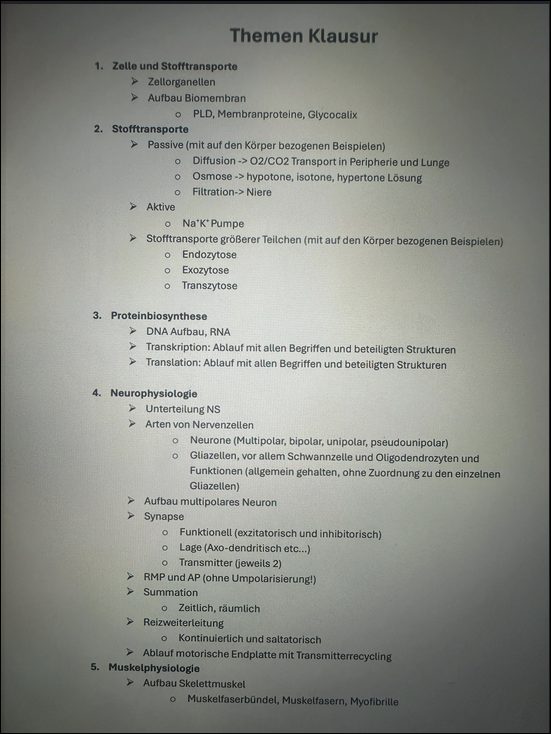 Themen Klausur
1. Zelle und Stofftransporte
➢ Zellorganellen
➢ Aufbau Biomembran
o PLD, Membranproteine, Glycocalix
2. Stofftransporte
➢ Passive (mit auf den Körper bezogenen Beispielen)
o Diffusion -> O2/CO2 Transport in Peripherie und Lunge
o Osmose -> hypotone, isotone, hypertone Lösung
o Filtration-> Niere
➢ Aktive
o Na⁺K⁺ Pumpe
➢ Stofftransporte größerer Teilchen (mit auf den Körper bezogenen Beispielen)
o Endozytose
o Exozytose
o Transzytose
3. Proteinbiosynthese
➢ DNA Aufbau, RNA
➢ Transkription: Ablauf mit allen Begriffen und beteiligten Strukturen
➢ Translation: Ablauf mit allen Begriffen und beteiligten Strukturen
4. Neurophysiologie
➢ Unterteilung NS
➢ Arten von Nervenzellen
o Neurone (Multipolar, bipolar, unipolar, pseudounipolar)
o Gliazellen, vor allem Schwannzelle und Oligodendrozyten und
Funktionen (allgemein gehalten, ohne Zuordnung zu den einzelnen
Gliazellen)
➢ Aufbau multipolares Neuron
➢ Synapse
o Funktionell (exzitatorisch und inhibitorisch)
o Lage (Axo-dendritisch etc...)
o Transmitter (jeweils 2)
➢ RMP und AP (ohne Umpolarisierung!)
➢ Summation
o Zeitlich, räumlich
➢ Reizweiterleitung
o Kontinuierlich und saltatorisch
➢ Ablauf motorische Endplatte mit Transmitterrecycling
5. Muskelphysiologie
➢ Aufbau Skelettmuskel
o Muskelfaserbündel, Muskelfasern, Myofibrille